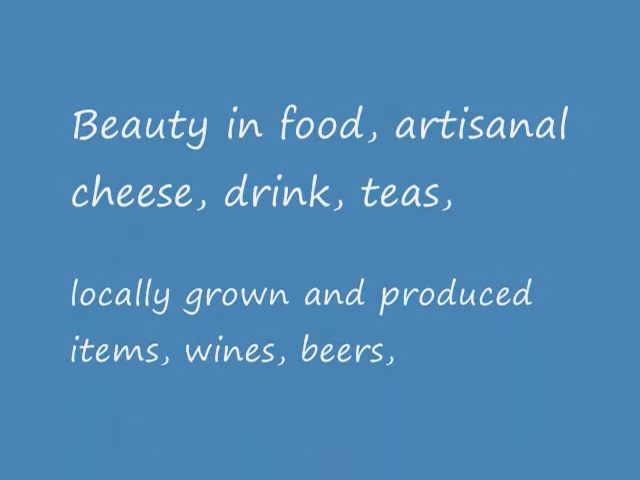 Beauty in food, artisanal
cheese, drink, teas,
locally grown and produced
items, wines, beers,